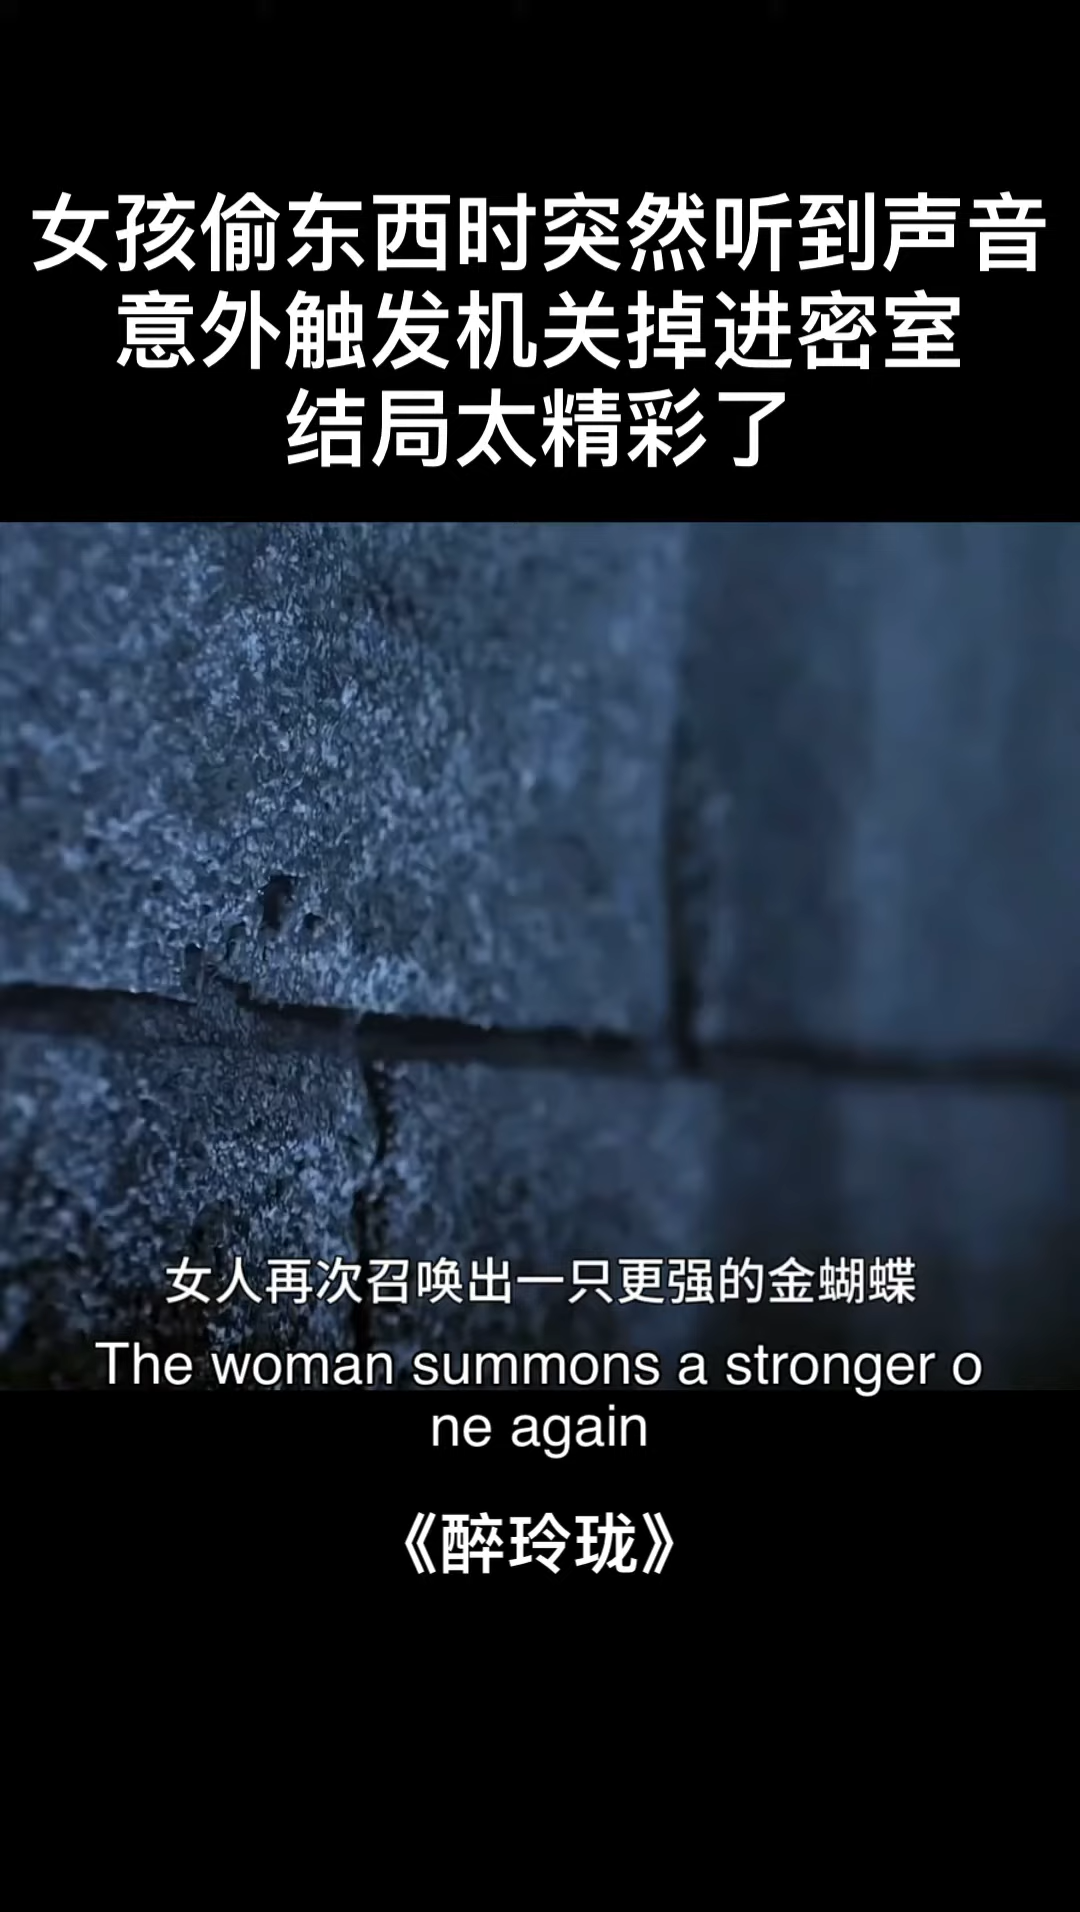 女孩偷东西时突然听到声音
意外触发机关掉进密室
结局太精彩了
女人再次召唤出一只更强的金蝴蝶
The woman summons a stronger o
ne again
《醉玲珑》